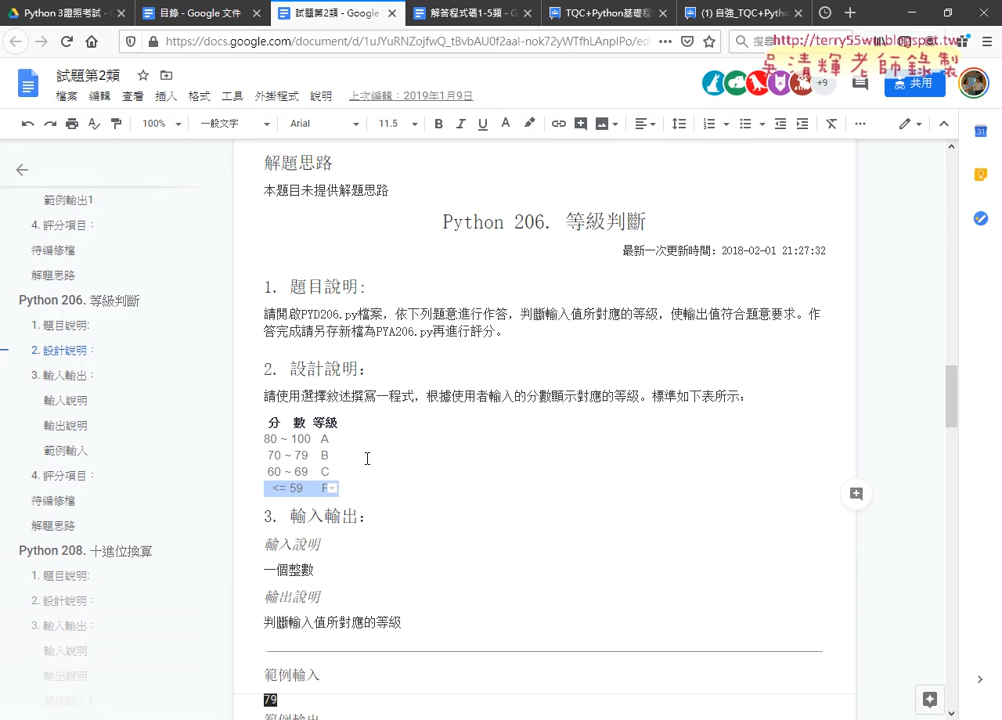 Python 3證照考試 -
目錄 - Google 文件
試題第2類 - Google
解答程式碼1-5類 - G
TQC+Python基礎程
(1) 自強_TQC+Pytho
https://docs.google.com/document/d/1uJYuRNZojfwQ_tBvbAU0f2aal-nok72yWTfhLAnpIPo/ed
http://terry55wu.blogspot.tw
吳清輝老師錄製
試題第2類
檔案 編輯 查看 插入 格式 工具 外掛程式 說明 上次編輯：2019年1月9日
+9
共用
100% 一般文字 Arial 11.5 B I U A
31
範例輸出1
4. 評分項目：
待編修檔
解題思路
Python 206. 等級判斷
1. 題目說明:
2. 設計說明：
3. 輸入輸出：
輸入說明
輸出說明
範例輸入
4. 評分項目：
待編修檔
解題思路
Python 208. 十進位換算
1. 題目說明:
2. 設計說明：
3. 輸入輸出：
輸入說明
輸出說明
範例輸入1
解題思路
本題目未提供解題思路
Python 206. 等級判斷
最新一次更新時間：2018-02-01 21:27:32
1. 題目說明:
請開啟PYD206.py檔案，依下列題意進行作答，判斷輸入值所對應的等級，使輸出值符合題意要求。作
答完成請另存新檔為PYA206.py再進行評分。
2. 設計說明：
請使用選擇敘述撰寫一程式，根據使用者輸入的分數顯示對應的等級。標準如下表所示：
分 數 等級
80 ~ 100 A
70 ~ 79 B
60 ~ 69 C
<= 59 F
3. 輸入輸出：
輸入說明
一個整數
輸出說明
判斷輸入值所對應的等級
範例輸入
79
範例輸出